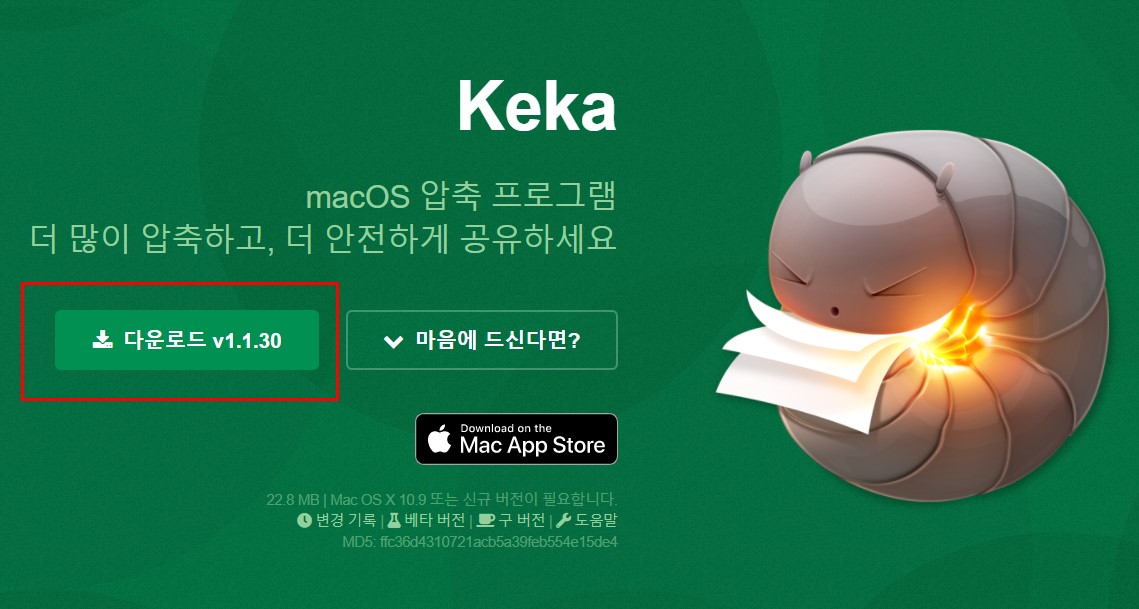 Keka
macOS 압축 프로그램
더 많이 압축하고, 더 안전하게 공유하세요
다운로드 v1.1.30
마음에 드신다면?
Download on the
Mac App Store
22.8 MB | Mac OS X 10.9 또는 신규 버전이 필요합니다.
변경 기록 | 베타 버전 | 구 버전 | 도움말
MD5: ffc36d4310721acb5a39feb554e15de4